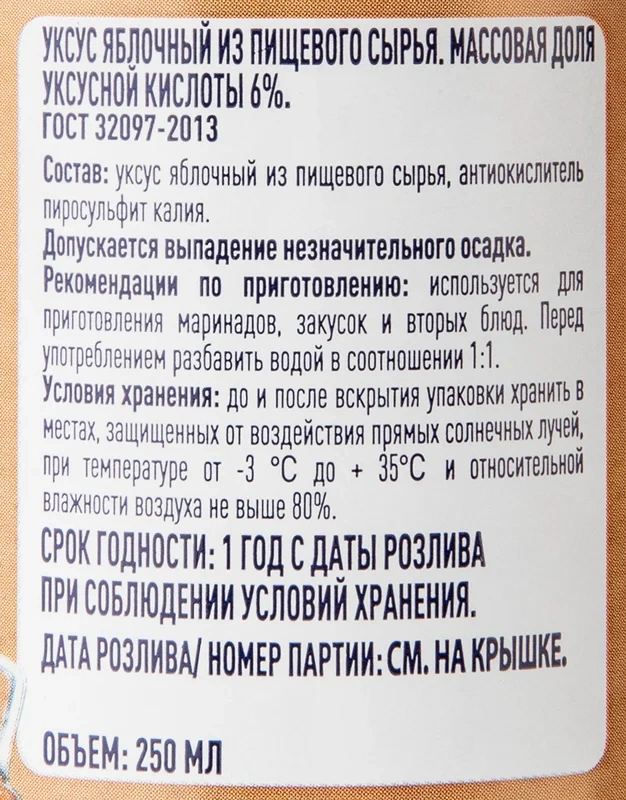 УКСУС ЯБЛОЧНЫЙ ИЗ ПИЩЕВОГО СЫРЬЯ. МАССОВАЯ ДОЛЯ
УКСУСНОЙ КИСЛОТЫ 6%.
ГОСТ 32097-2013
Состав: уксус яблочный из пищевого сырья, антиокислитель
пиросульфит калия.
Допускается выпадение незначительного осадка.
Рекомендации по приготовлению: используется для
приготовления маринадов, закусок и вторых блюд. Перед
употреблением разбавить водой в соотношении 1:1.
Условия хранения: до и после вскрытия упаковки хранить в
местах, защищенных от воздействия прямых солнечных лучей,
при температуре от -3 °С до + 35°С и относительной
влажности воздуха не выше 80%.
СРОК ГОДНОСТИ: 1 ГОД С ДАТЫ РОЗЛИВА
ПРИ СОБЛЮДЕНИИ УСЛОВИЙ ХРАНЕНИЯ.
ДАТА РОЗЛИВА/ НОМЕР ПАРТИИ: СМ. НА КРЫШКЕ.
ОБЪЕМ: 250 МЛ